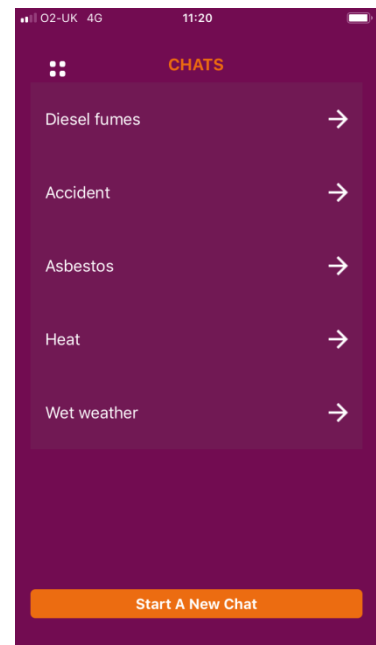 O2-UK 4G 11:20
CHATS
Diesel fumes
Accident
Asbestos
Heat
Wet weather
Start A New Chat